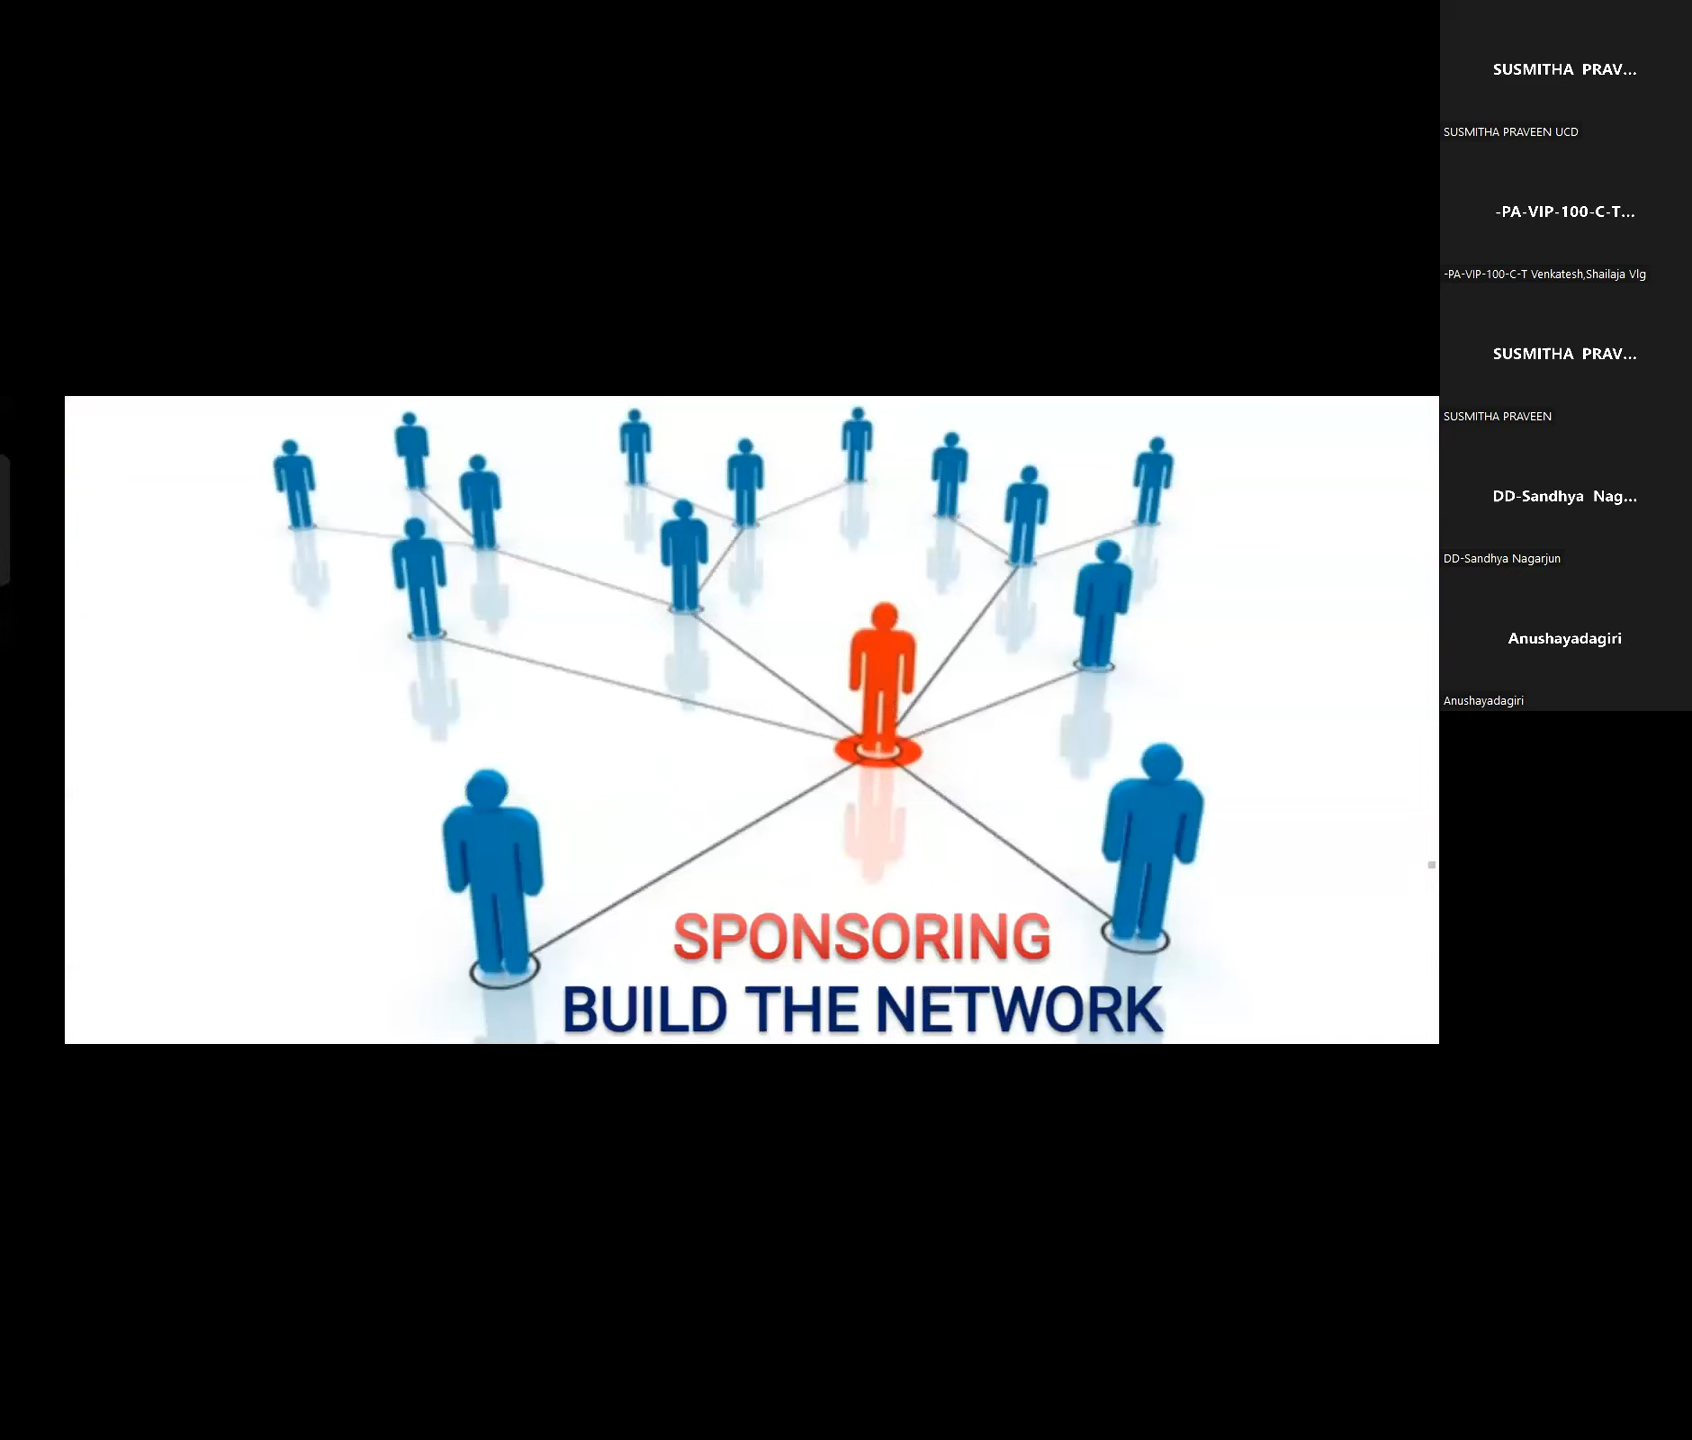 SUSMITHA PRAV...
SUSMITHA PRAVEEN UCD
-PA-VIP-100-C-T...
-PA-VIP-100-C-T Venkatesh,Shailaja Vlg
SUSMITHA PRAV...
SUSMITHA PRAVEEN
DD-Sandhya Nag...
DD-Sandhya Nagarjun
Anushayadagiri
Anushayadagiri
SPONSORING
BUILD THE NETWORK